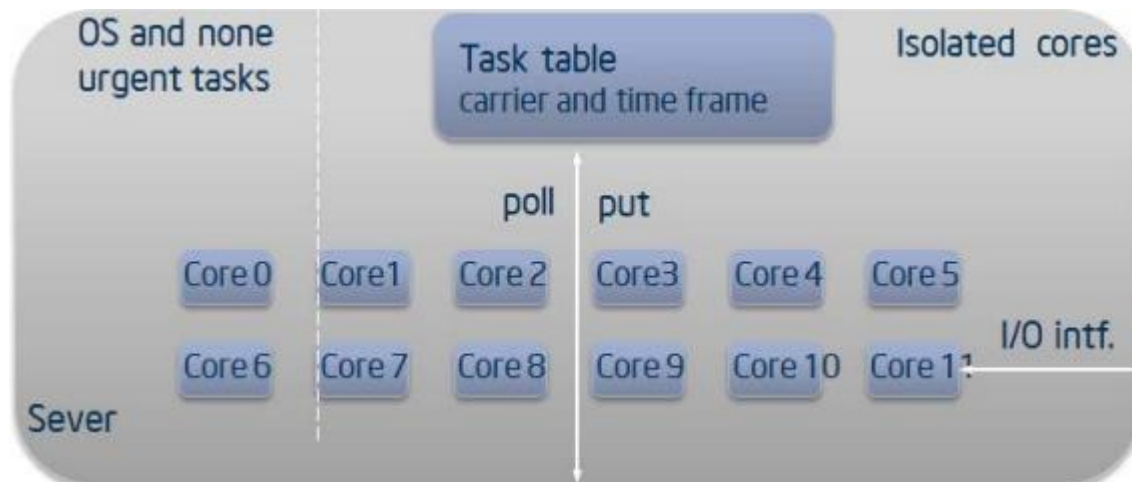 OS and none
urgent tasks
Task table
carrier and time frame
Isolated cores
poll
put
Core 0
Core1
Core 2
Core3
Core 4
Core 5
I/O intf.
Core 6
Core 7
Core 8
Core 9
Core 10
Core 11
Sever